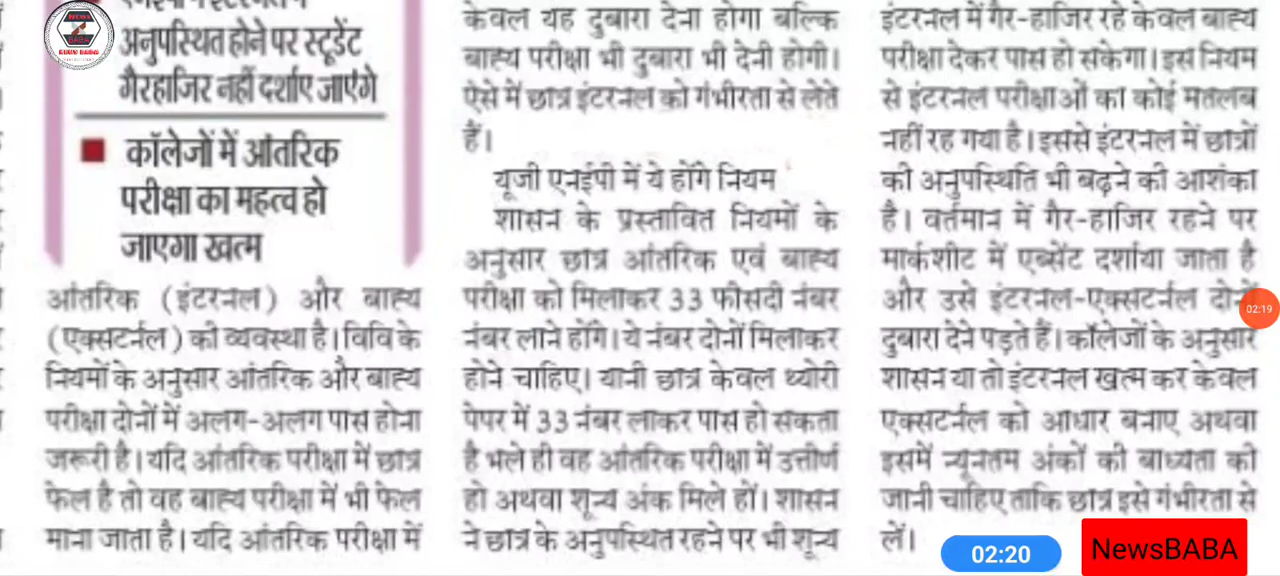 अनुपस्थित होने पर स्टूडेंट
गैरहाजिर नहीं दर्शाए जाएंगे
■ कॉलेजों में आंतरिक
परीक्षा का महत्व हो
जाएगा खत्म
आंतरिक (इंटरनल) और बाह्य
(एक्सटर्नल) की व्यवस्था है। विवि के
नियमों के अनुसार आंतरिक और बाह्य
परीक्षा दोनों में अलग-अलग पास होना
जरूरी है। यदि आंतरिक परीक्षा में छात्र
फेल है तो वह बाह्य परीक्षा में भी फेल
माना जाता है। यदि आंतरिक परीक्षा में
केवल यह दुबारा देना होगा बल्कि
बाह्य परीक्षा भी दुबारा भी देनी होगी।
ऐसे में छात्र इंटरनल को गंभीरता से लेते
हैं।
यूजी एनईपी में ये होंगे नियम
शासन के प्रस्तावित नियमों के
अनुसार छात्र आंतरिक एवं बाह्य
परीक्षा को मिलाकर 33 फीसदी नंबर
नंबर लाने होंगे। ये नंबर दोनों मिलाकर
होने चाहिए। यानी छात्र केवल थ्योरी
पेपर में 33 नंबर लाकर पास हो सकता
है भले ही वह आंतरिक परीक्षा में उत्तीर्ण
हो अथवा शून्य अंक मिले हों। शासन
ने छात्र के अनुपस्थित रहने पर भी शून्य
इंटरनल में गैर-हाजिर रहे केवल बाह्य
परीक्षा देकर पास हो सकेगा। इस नियम
से इंटरनल परीक्षाओं का कोई मतलब
नहीं रह गया है। इससे इंटरनल में छात्रों
की अनुपस्थिति भी बढ़ने की आशंका
है। वर्तमान में गैर-हाजिर रहने पर
मार्कशीट में एब्सेंट दर्शाया जाता है
और उसे इंटरनल-एक्सटर्नल दोनों
दुबारा देने पड़ते हैं। कॉलेजों के अनुसार
शासन या तो इंटरनल खत्म कर केवल
एक्सटर्नल को आधार बनाए अथवा
इसमें न्यूनतम अंकों की बाध्यता की
जानी चाहिए ताकि छात्र इसे गंभीरता से
लें।
02:19
02:20
NewsBABA